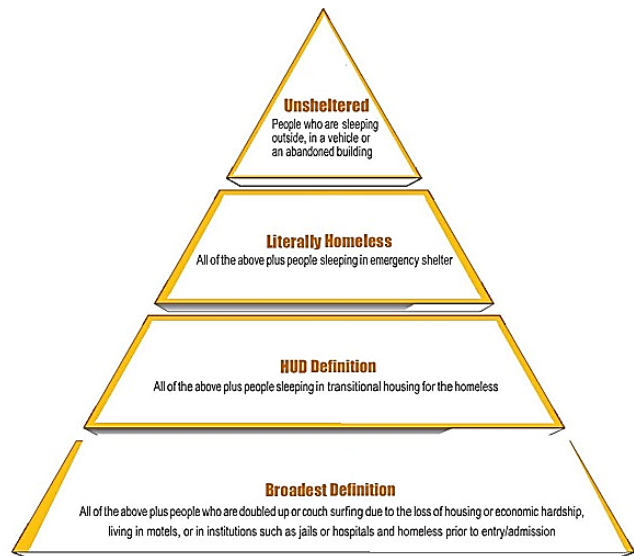 Unsheltered
People who are sleeping
outside, in a vehicle or
an abandoned building
Literally Homeless
All of the above plus people sleeping in emergency shelter
HUD Definition
All of the above plus people sleeping in transitional housing for the homeless
Broadest Definition
All of the above plus people who are doubled up or couch surfing due to the loss of housing or economic hardship,
living in motels, or in institutions such as jails or hospitals and homeless prior to entry/admission